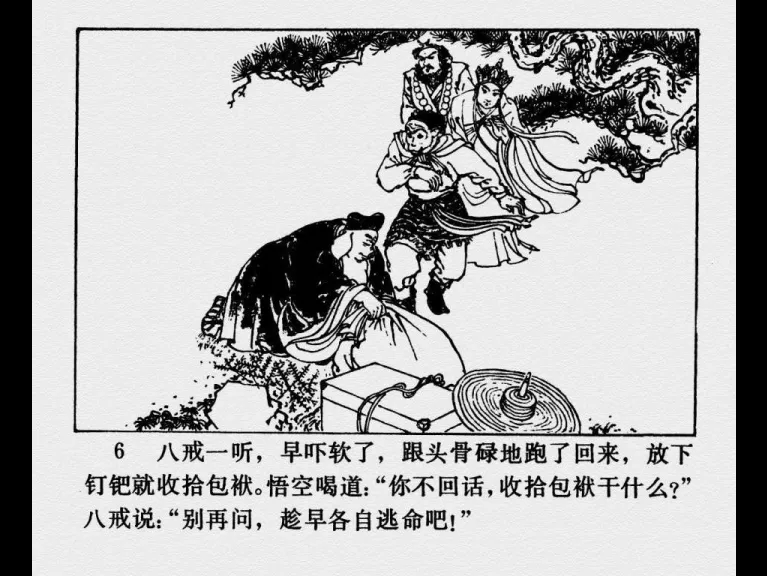 6 八戒一听，早吓软了，跟头骨碌地跑了回来，放下
钉钯就收拾包袱。悟空喝道：“你不回话，收拾包袱干什么？”
八戒说：“别再问，趁早各自逃命吧！”